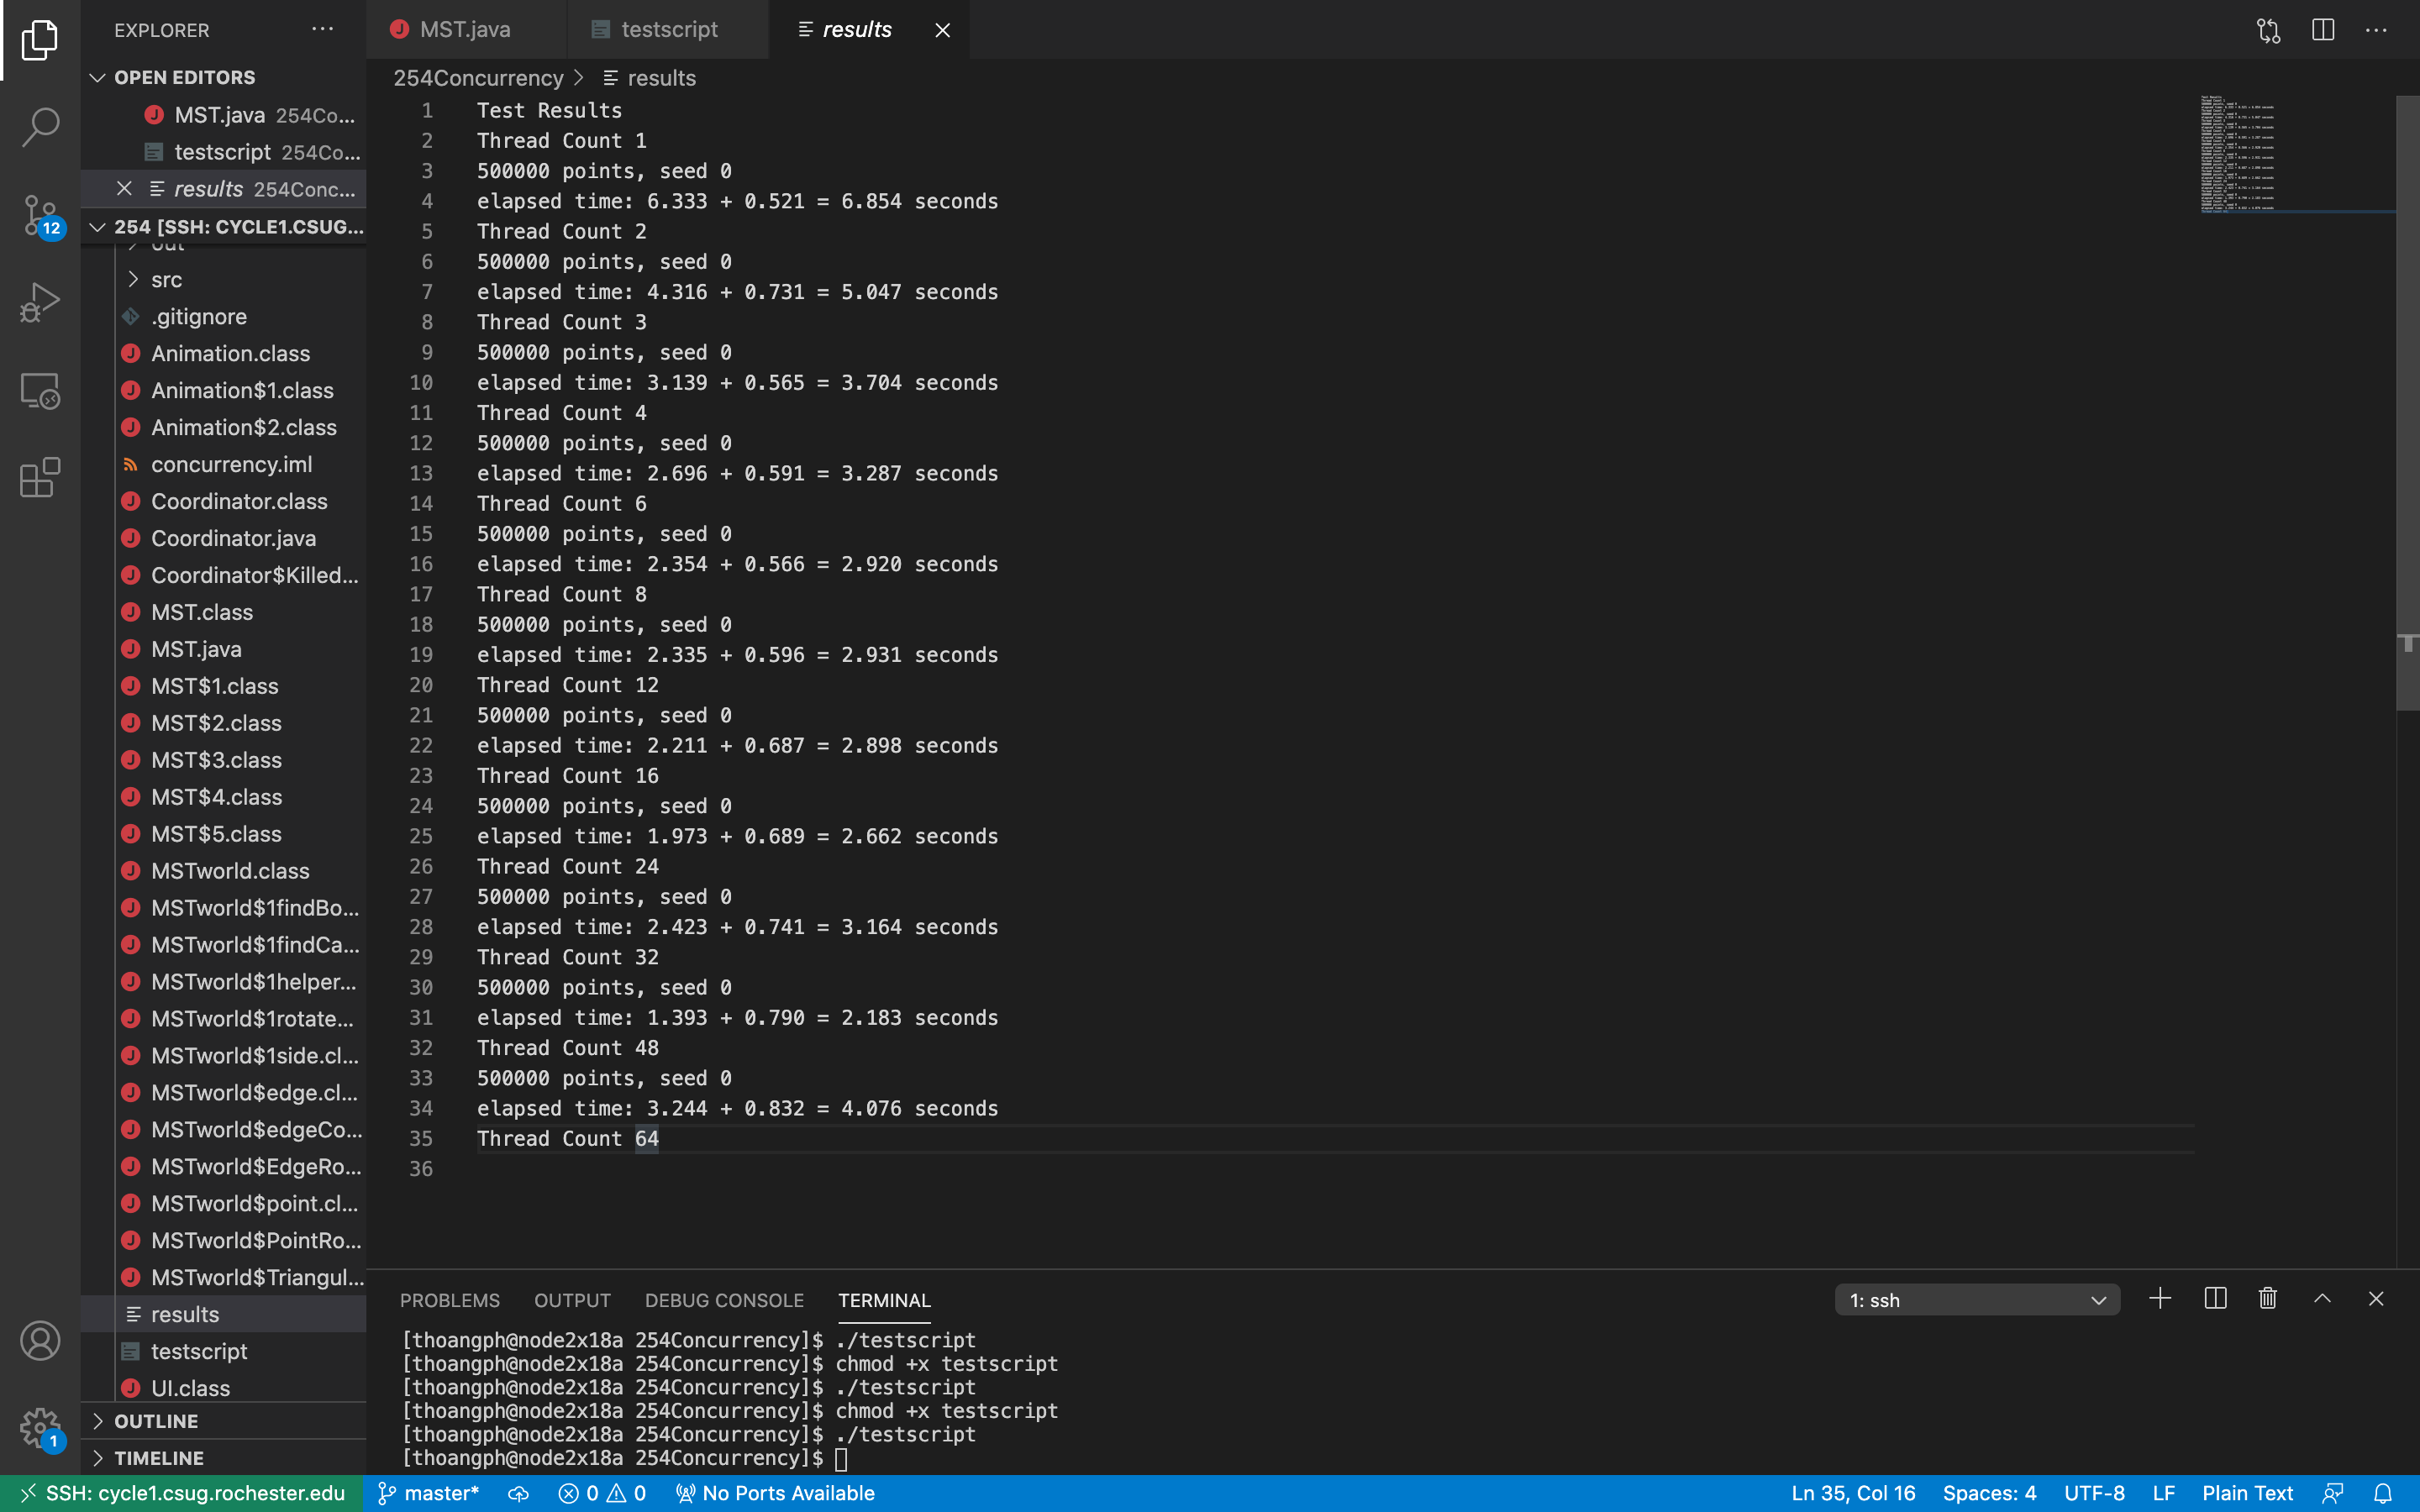 EXPLORER
OPEN EDITORS
MST.java 254Co...
testscript 254Co...
results 254Conc...
254 [SSH: CYCLE1.CSUG...
out
src
.gitignore
Animation.class
Animation$1.class
Animation$2.class
concurrency.iml
Coordinator.class
Coordinator.java
Coordinator$Killed...
MST.class
MST.java
MST$1.class
MST$2.class
MST$3.class
MST$4.class
MST$5.class
MSTworld.class
MSTworld$1findBo...
MSTworld$1findCa...
MSTworld$1helper...
MSTworld$1rotate...
MSTworld$1side.cl...
MSTworld$edge.cl...
MSTworld$edgeCo...
MSTworld$EdgeRo...
MSTworld$point.cl...
MSTworld$PointRo...
MSTworld$Triangul...
results
testscript
UI.class
OUTLINE
TIMELINE
12
1
MST.java testscript results
254Concurrency > results
1 Test Results
2 Thread Count 1
3 500000 points, seed 0
4 elapsed time: 6.333 + 0.521 = 6.854 seconds
5 Thread Count 2
6 500000 points, seed 0
7 elapsed time: 4.316 + 0.731 = 5.047 seconds
8 Thread Count 3
9 500000 points, seed 0
10 elapsed time: 3.139 + 0.565 = 3.704 seconds
11 Thread Count 4
12 500000 points, seed 0
13 elapsed time: 2.696 + 0.591 = 3.287 seconds
14 Thread Count 6
15 500000 points, seed 0
16 elapsed time: 2.354 + 0.566 = 2.920 seconds
17 Thread Count 8
18 500000 points, seed 0
19 elapsed time: 2.335 + 0.596 = 2.931 seconds
20 Thread Count 12
21 500000 points, seed 0
22 elapsed time: 2.211 + 0.687 = 2.898 seconds
23 Thread Count 16
24 500000 points, seed 0
25 elapsed time: 1.973 + 0.689 = 2.662 seconds
26 Thread Count 24
27 500000 points, seed 0
28 elapsed time: 2.423 + 0.741 = 3.164 seconds
29 Thread Count 32
30 500000 points, seed 0
31 elapsed time: 1.393 + 0.790 = 2.183 seconds
32 Thread Count 48
33 500000 points, seed 0
34 elapsed time: 3.244 + 0.832 = 4.076 seconds
35 Thread Count 64
36
PROBLEMS OUTPUT DEBUG CONSOLE TERMINAL 1: ssh
[thoangph@node2x18a 254Concurrency]$ ./testscript
[thoangph@node2x18a 254Concurrency]$ chmod +x testscript
[thoangph@node2x18a 254Concurrency]$ ./testscript
[thoangph@node2x18a 254Concurrency]$ chmod +x testscript
[thoangph@node2x18a 254Concurrency]$ ./testscript
[thoangph@node2x18a 254Concurrency]$
SSH: cycle1.csug.rochester.edu master* 0 0 No Ports Available Ln 35, Col 16 Spaces: 4 UTF-8 LF Plain Text